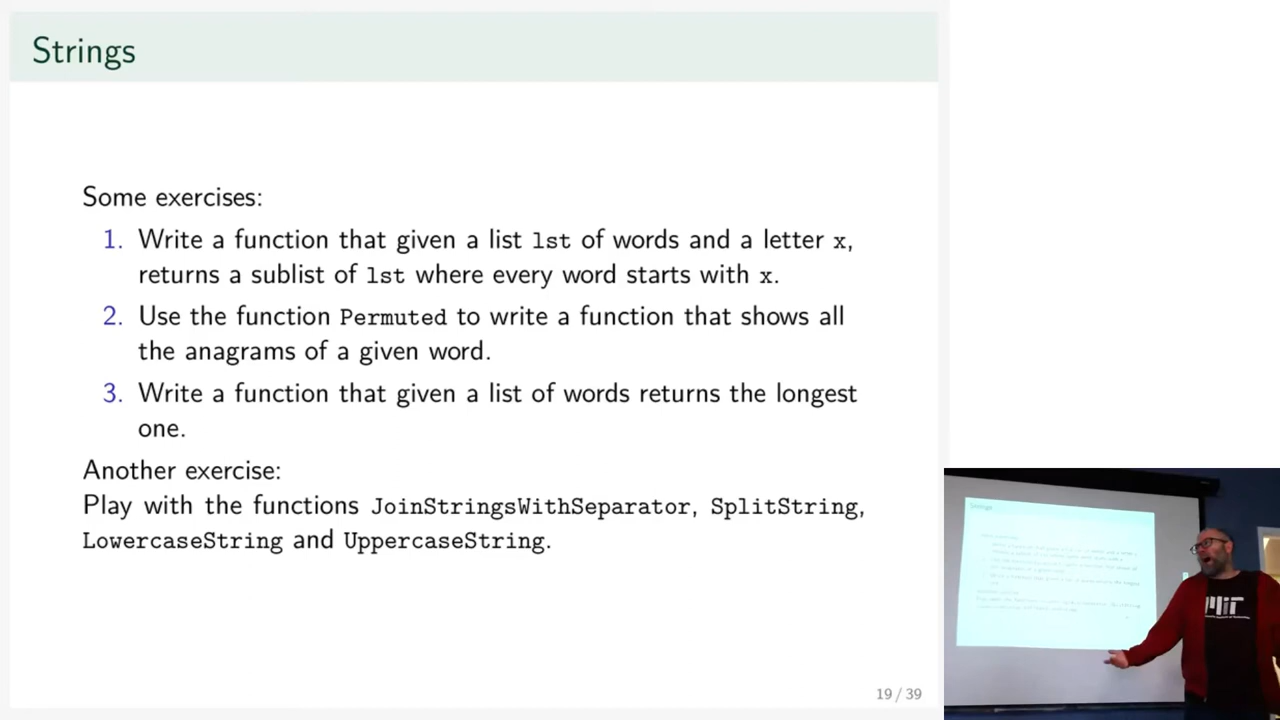 Strings
Some exercises:
1. Write a function that given a list lst of words and a letter x,
returns a sublist of lst where every word starts with x.
2. Use the function Permuted to write a function that shows all
the anagrams of a given word.
3. Write a function that given a list of words returns the longest
one.
Another exercise:
Play with the functions JoinStringsWithSeparator, SplitString,
LowercaseString and UppercaseString.
19 / 39
Strings
MIT